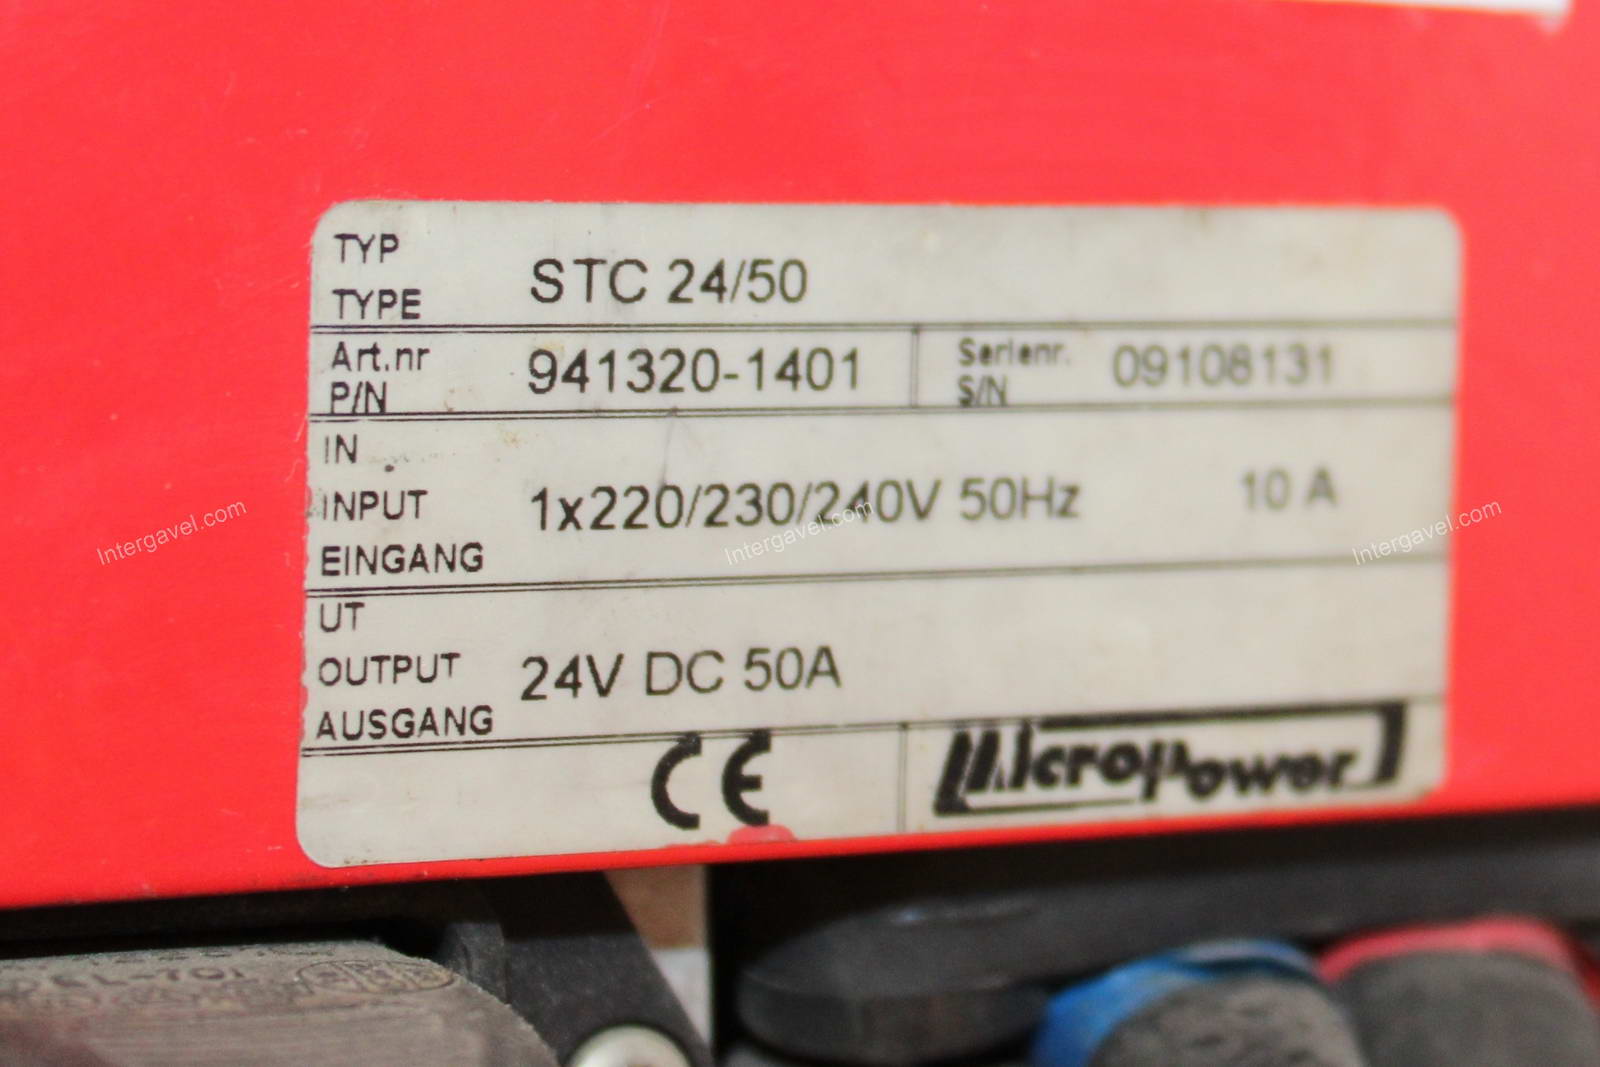 TYP
TYPE
STC 24/50
Art.nr
P/N
941320-1401
Serienr.
S/N
09108131
IN
INPUT
EINGANG
1x220/230/240V 50Hz 10 A
Intergavel.com Intergavel.com Intergavel.com
UT
OUTPUT
AUSGANG
24V DC 50A
CE
MicroPower